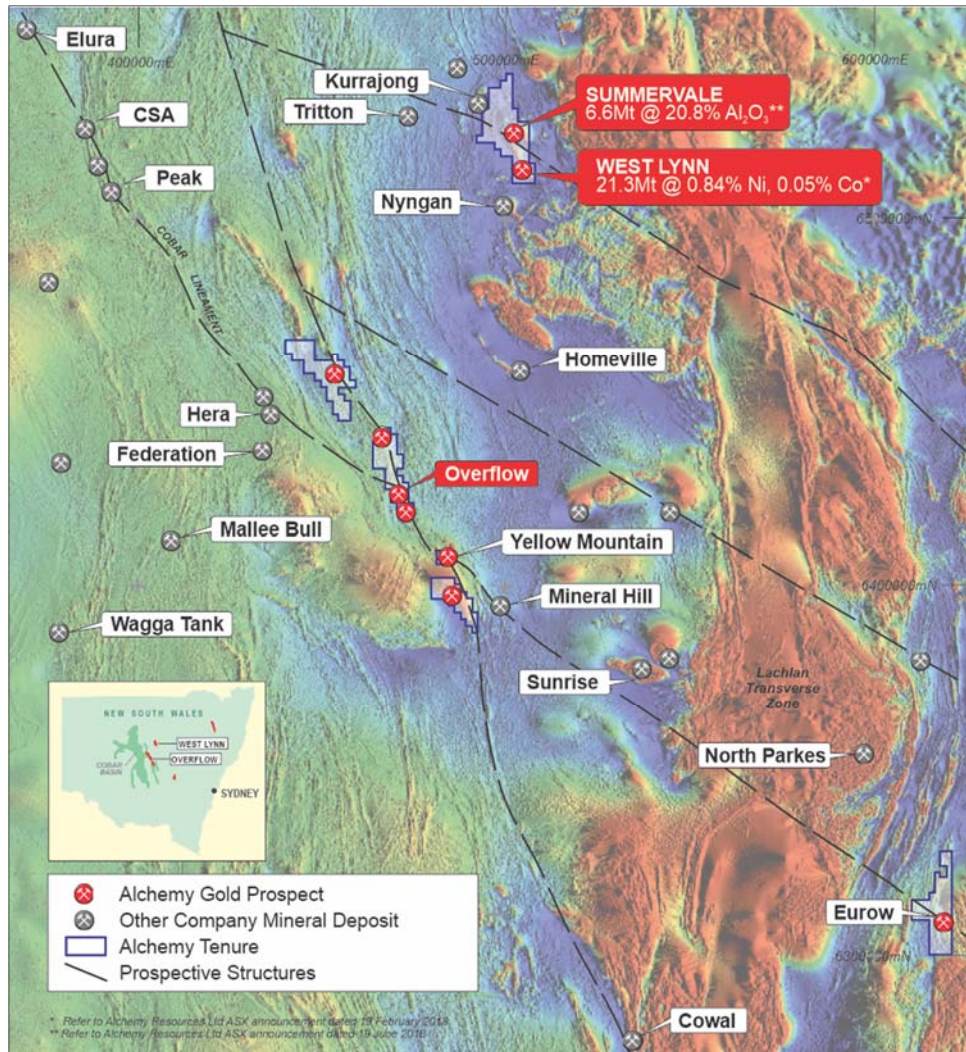 Elura
400000mE
500000mE
600000mE
Kurrajong
Tritton
CSA
SUMMERVALE
6.6Mt @ 20.8% Al₂O₃**
Peak
WEST LYNN
21.3Mt @ 0.84% Ni, 0.05% Co*
Nyngan
6500000mN
COBAR
LINEAMENT
Homeville
Hera
Federation
Overflow
Mallee Bull
Yellow Mountain
6400000mN
Mineral Hill
Wagga Tank
Sunrise
Lachlan
Transverse
Zone
North Parkes
NEW SOUTH WALES
WEST LYNN
OVERFLOW
COBAR
BASIN
SYDNEY
Alchemy Gold Prospect
Other Company Mineral Deposit
Alchemy Tenure
Prospective Structures
Eurow
6300000mN
Cowal
* Refer to Alchemy Resources Ltd ASX announcement dated 19 February 2018
** Refer to Alchemy Resources Ltd ASX announcement dated 19 June 2018